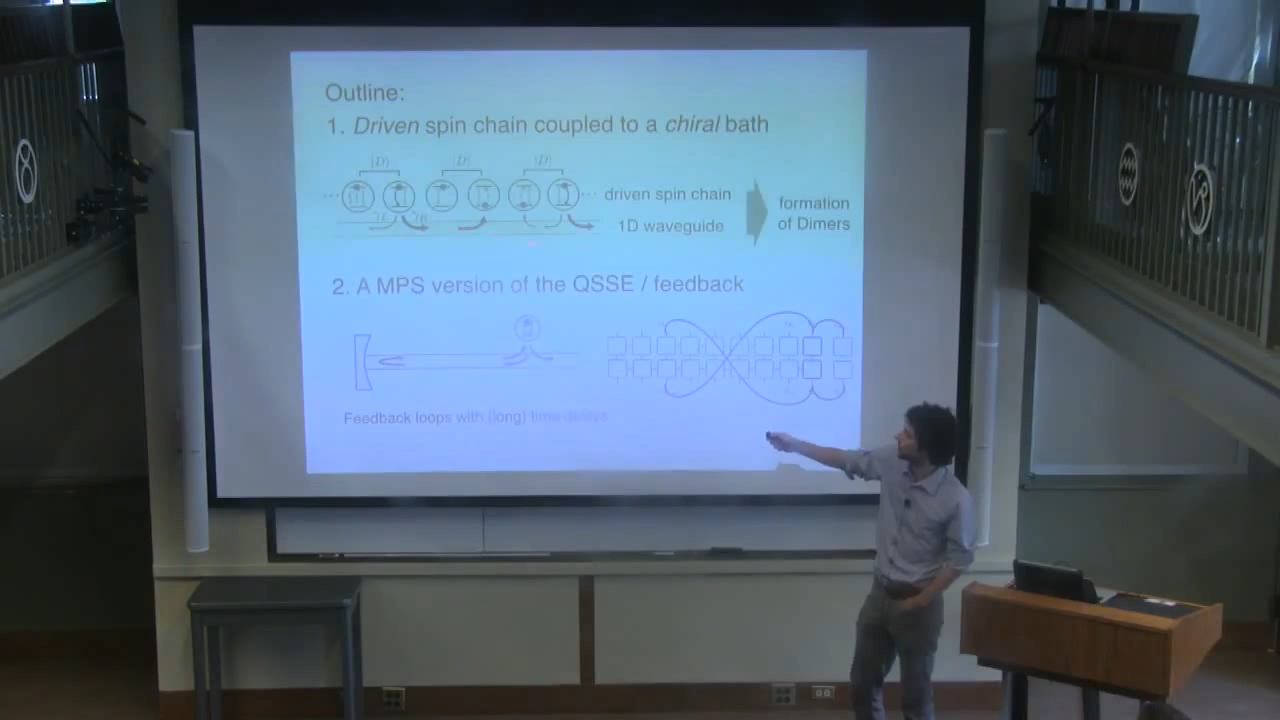 Outline:
1. Driven spin chain coupled to a chiral bath
|D⟩ |D⟩ |D⟩
driven spin chain
1D waveguide
formation
of Dimers
2. A MPS version of the QSSE / feedback
Feedback loops with (long) time delays